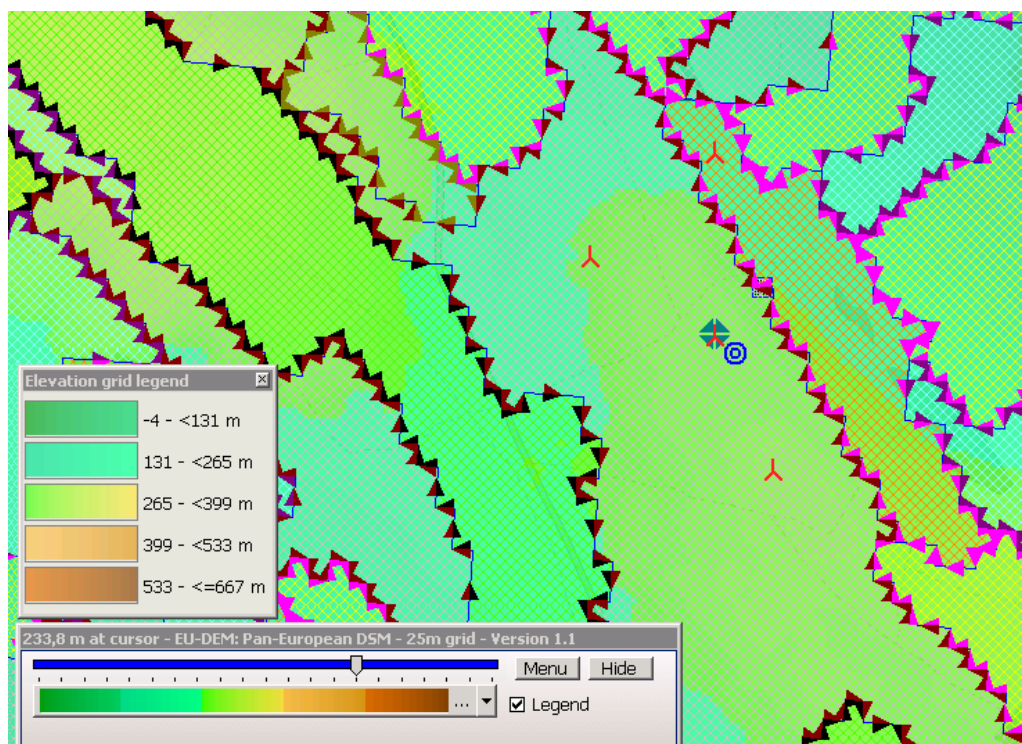 Elevation grid legend
-4 - <131 m
131 - <265 m
265 - <399 m
399 - <533 m
533 - <=667 m
233,8 m at cursor - EU-DEM: Pan-European DSM - 25m grid - Version 1.1
Menu
Hide
...
Legend